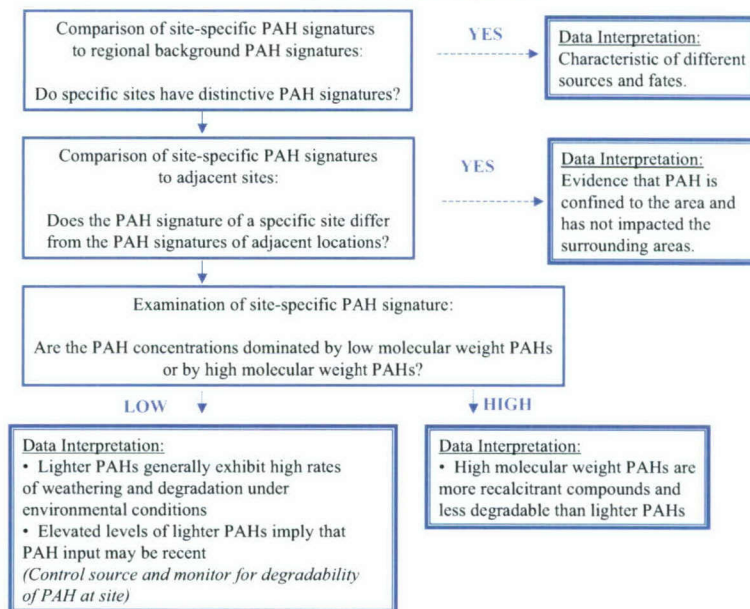 Comparison of site-specific PAH signatures
to regional background PAH signatures:
Do specific sites have distinctive PAH signatures?
YES
Data Interpretation:
Characteristic of different
sources and fates.
Comparison of site-specific PAH signatures
to adjacent sites:
Does the PAH signature of a specific site differ
from the PAH signatures of adjacent locations?
YES
Data Interpretation:
Evidence that PAH is
confined to the area and
has not impacted the
surrounding areas.
Examination of site-specific PAH signature:
Are the PAH concentrations dominated by low molecular weight PAHs
or by high molecular weight PAHs?
LOW
HIGH
Data Interpretation:
• Lighter PAHs generally exhibit high rates
of weathering and degradation under
environmental conditions
• Elevated levels of lighter PAHs imply that
PAH input may be recent
(Control source and monitor for degradability
of PAH at site)
Data Interpretation:
• High molecular weight PAHs are
more recalcitrant compounds and
less degradable than lighter PAHs